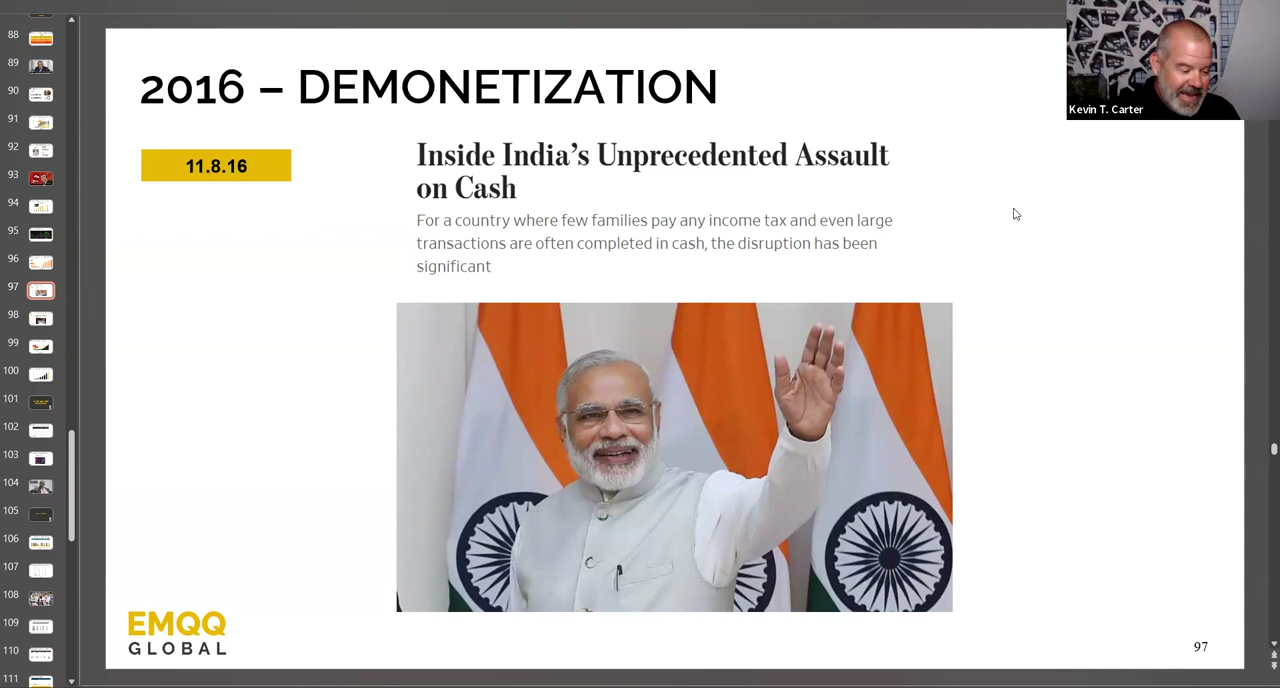 88
89
90
91
92
93
94
95
96
97
98
99
100
101
102
103
104
105
106
107
108
109
110
111
2016 – DEMONETIZATION
11.8.16
Inside India’s Unprecedented Assault
on Cash
For a country where few families pay any income tax and even large
transactions are often completed in cash, the disruption has been
significant
EMQQ
GLOBAL
97
Kevin T. Carter